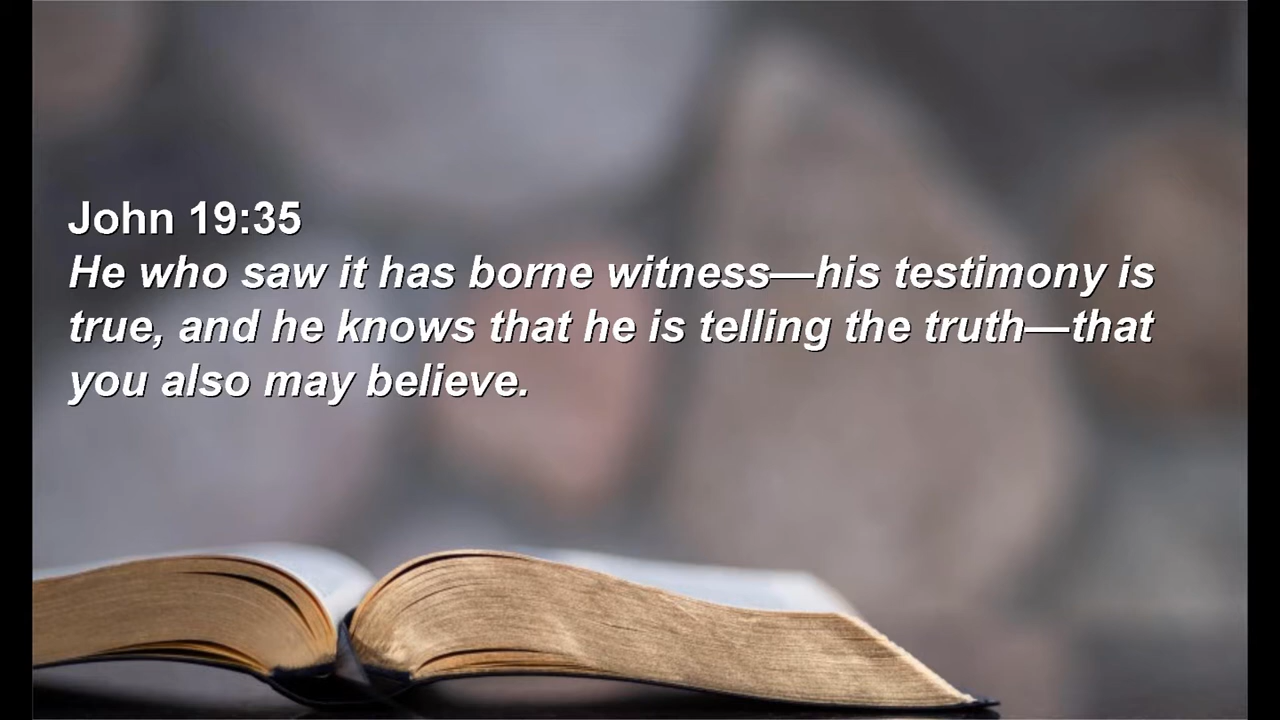 John 19:35
He who saw it has borne witness—his testimony is
true, and he knows that he is telling the truth—that
you also may believe.